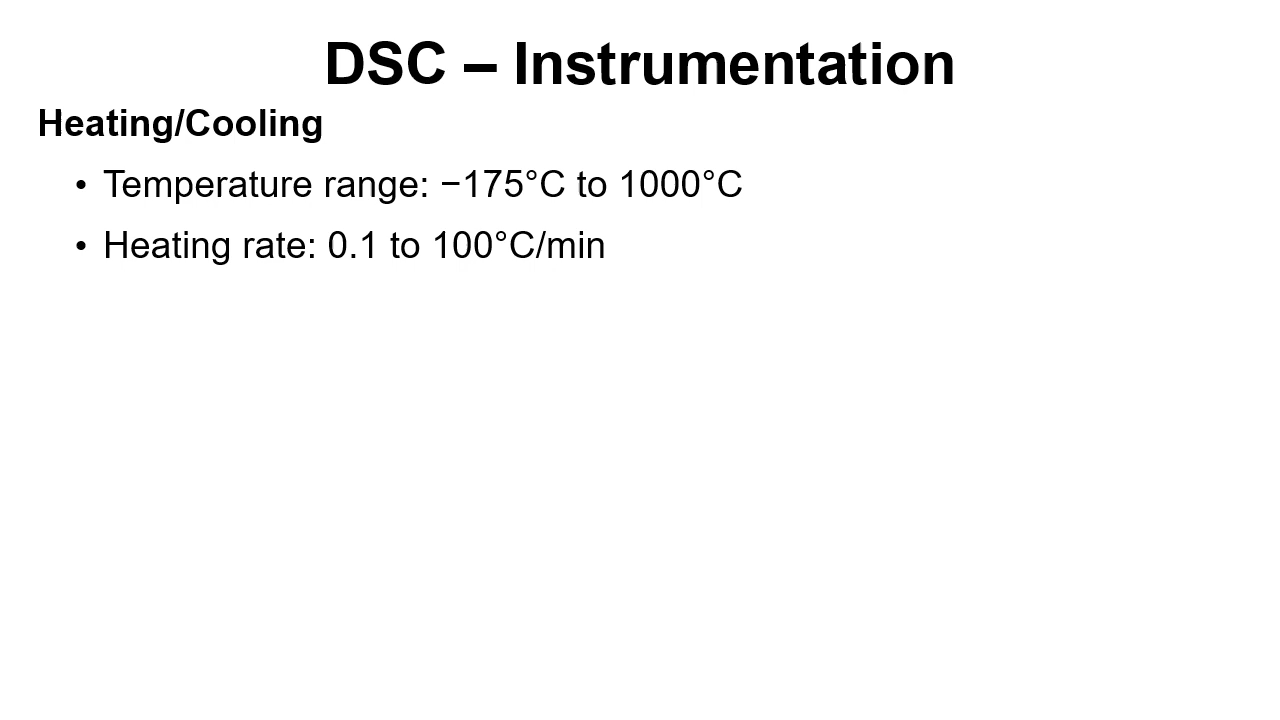 DSC – Instrumentation
Heating/Cooling
• Temperature range: −175°C to 1000°C
• Heating rate: 0.1 to 100°C/min